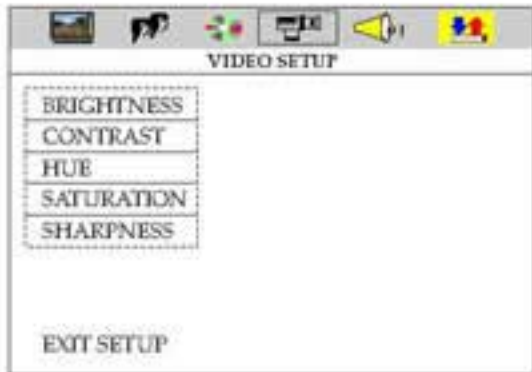 VIDEO SETUP
BRIGHTNESS
CONTRAST
HUE
SATURATION
SHARPNESS
EXIT SETUP